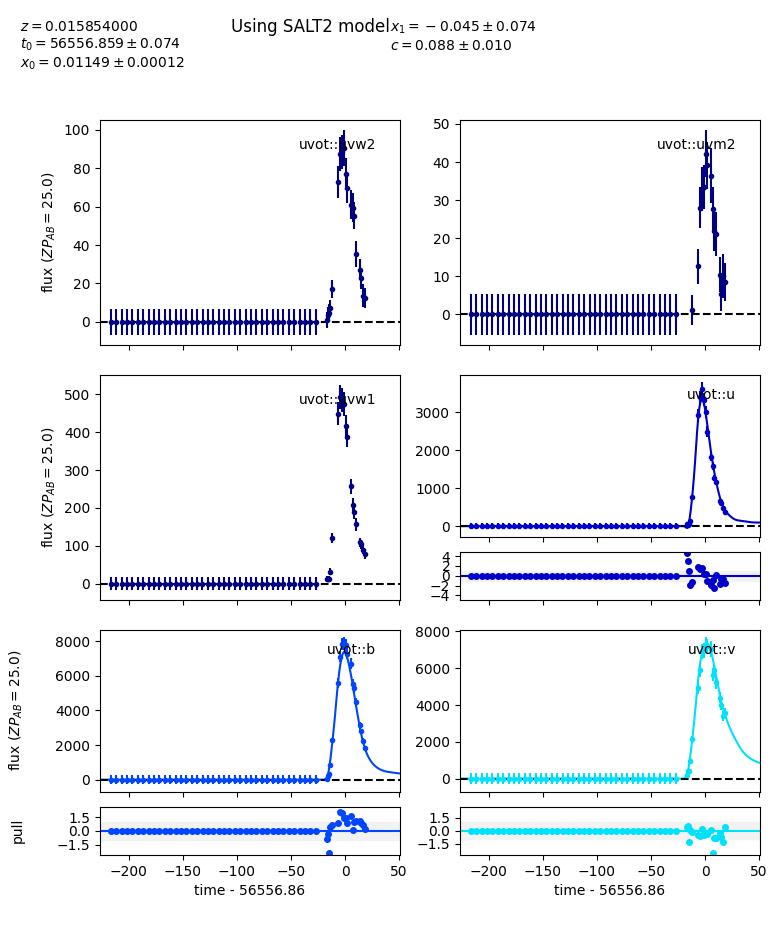 z = 0.015854000
t₀ = 56556.859 ± 0.074
x₀ = 0.01149 ± 0.00012
Using SALT2 model
x₁ = −0.045 ± 0.074
c = 0.088 ± 0.010
uvot::uvw2
100
80
60
40
20
0
flux (ZP_AB = 25.0)
uvot::uvm2
50
40
30
20
10
0
uvot::uvw1
500
400
300
200
100
0
flux (ZP_AB = 25.0)
uvot::u
3000
2000
1000
0
4
2
0
−2
−4
uvot::b
8000
6000
4000
2000
0
flux (ZP_AB = 25.0)
1.5
0.0
−1.5
pull
−200 −150 −100 −50 0 50
time - 56556.86
uvot::v
8000
6000
4000
2000
0
1.5
0.0
−1.5
−200 −150 −100 −50 0 50
time - 56556.86